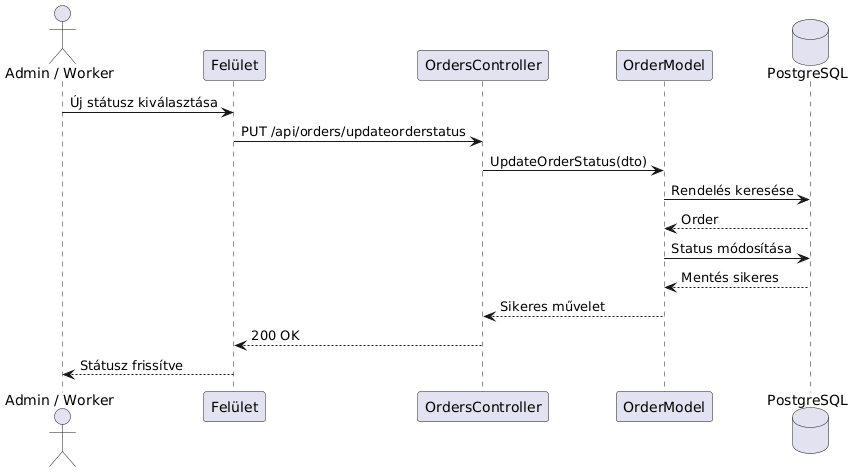 Admin / Worker
Felület
OrdersController
OrderModel
PostgreSQL
Új státusz kiválasztása
PUT /api/orders/updateorderstatus
UpdateOrderStatus(dto)
Rendelés keresése
Order
Status módosítása
Mentés sikeres
Sikeres művelet
200 OK
Státusz frissítve
Admin / Worker
Felület
OrdersController
OrderModel
PostgreSQL